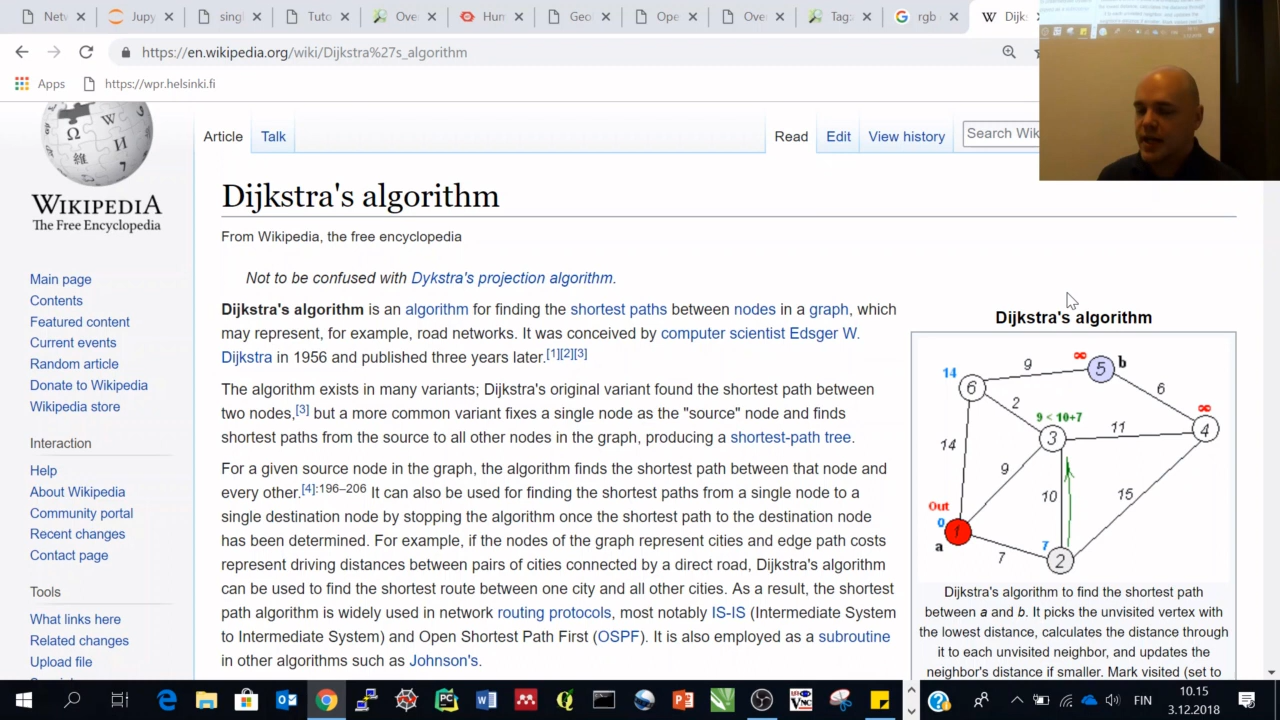 Netv
Jupy
singl
Tuto
OKM
Hun
Geo
Ope
Ove
Tag
rgb
Dijk
https://en.wikipedia.org/wiki/Dijkstra%27s_algorithm
Apps
https://wpr.helsinki.fi
Article
Talk
Read
Edit
View history
Search Wik
WIKIPEDIA
The Free Encyclopedia
Dijkstra's algorithm
From Wikipedia, the free encyclopedia
Not to be confused with Dykstra's projection algorithm.
Dijkstra's algorithm is an algorithm for finding the shortest paths between nodes in a graph, which
may represent, for example, road networks. It was conceived by computer scientist Edsger W.
Dijkstra in 1956 and published three years later.[1][2][3]
The algorithm exists in many variants; Dijkstra's original variant found the shortest path between
two nodes,[3] but a more common variant fixes a single node as the "source" node and finds
shortest paths from the source to all other nodes in the graph, producing a shortest-path tree.
For a given source node in the graph, the algorithm finds the shortest path between that node and
every other.[4]:196–206 It can also be used for finding the shortest paths from a single node to a
single destination node by stopping the algorithm once the shortest path to the destination node
has been determined. For example, if the nodes of the graph represent cities and edge path costs
represent driving distances between pairs of cities connected by a direct road, Dijkstra's algorithm
can be used to find the shortest route between one city and all other cities. As a result, the shortest
path algorithm is widely used in network routing protocols, most notably IS-IS (Intermediate System
to Intermediate System) and Open Shortest Path First (OSPF). It is also employed as a subroutine
in other algorithms such as Johnson's.
Main page
Contents
Featured content
Current events
Random article
Donate to Wikipedia
Wikipedia store
Interaction
Help
About Wikipedia
Community portal
Recent changes
Contact page
Tools
What links here
Related changes
Upload file
Dijkstra's algorithm
9
∞
5
b
14
6
2
6
9 < 10+7
∞
3
11
4
14
9
10
15
Out
0
1
a
7
7
2
Dijkstra's algorithm to find the shortest path
between a and b. It picks the unvisited vertex with
the lowest distance, calculates the distance through
it to each unvisited neighbor, and updates the
neighbor's distance if smaller. Mark visited (set to
FIN
10.15
3.12.2018